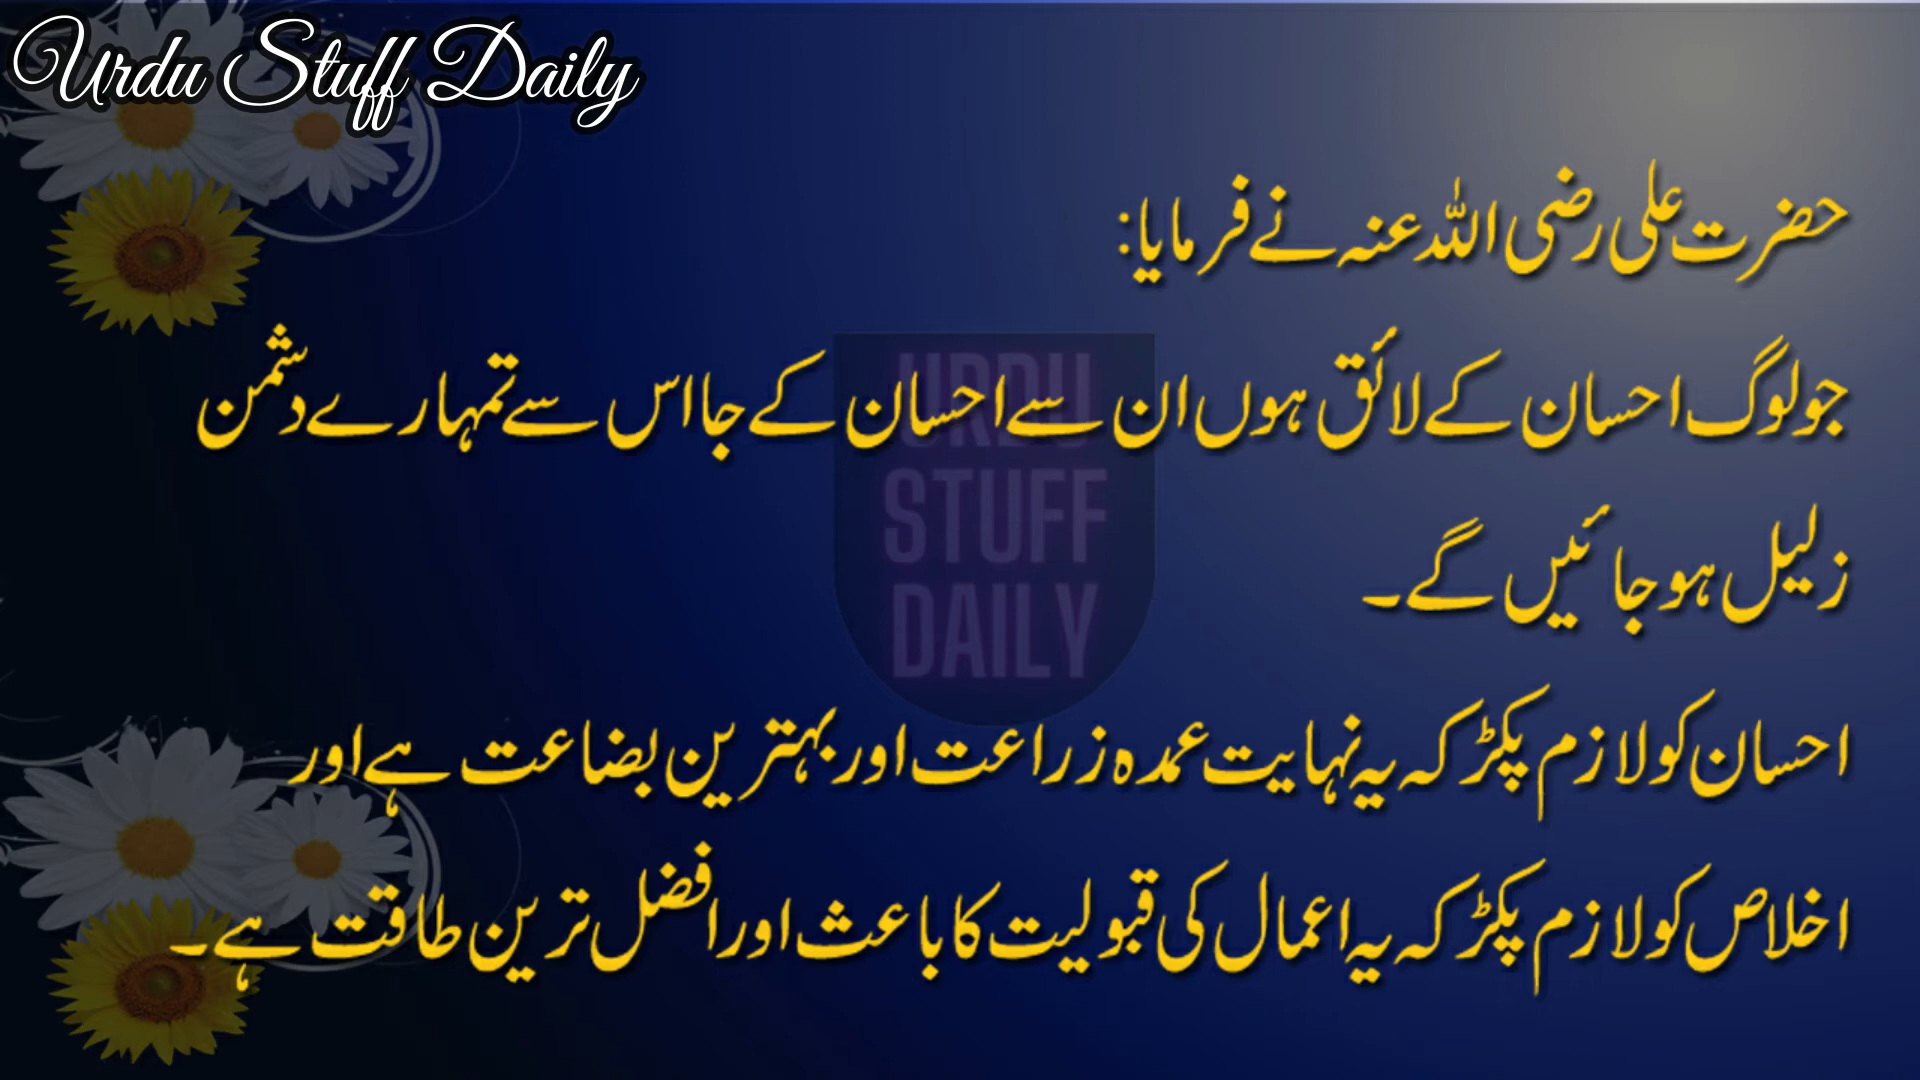 Urdu Stuff Daily
حضرت علی رضی اللہ عنہ نے فرمایا:
جو لوگ احسان کے لائق ہوں ان سے احسان کے جا اس سے تمہارے دشمن
زلیل ہو جائیں گے۔
احسان کو لازم پکڑ کہ یہ نہایت عمدہ زراعت اور بہترین بضاعت ہے اور
اخلاص کو لازم پکڑ کہ یہ اعمال کی قبولیت کا باعث اور افضل ترین طاقت ہے۔
URDU
STUFF
DAILY